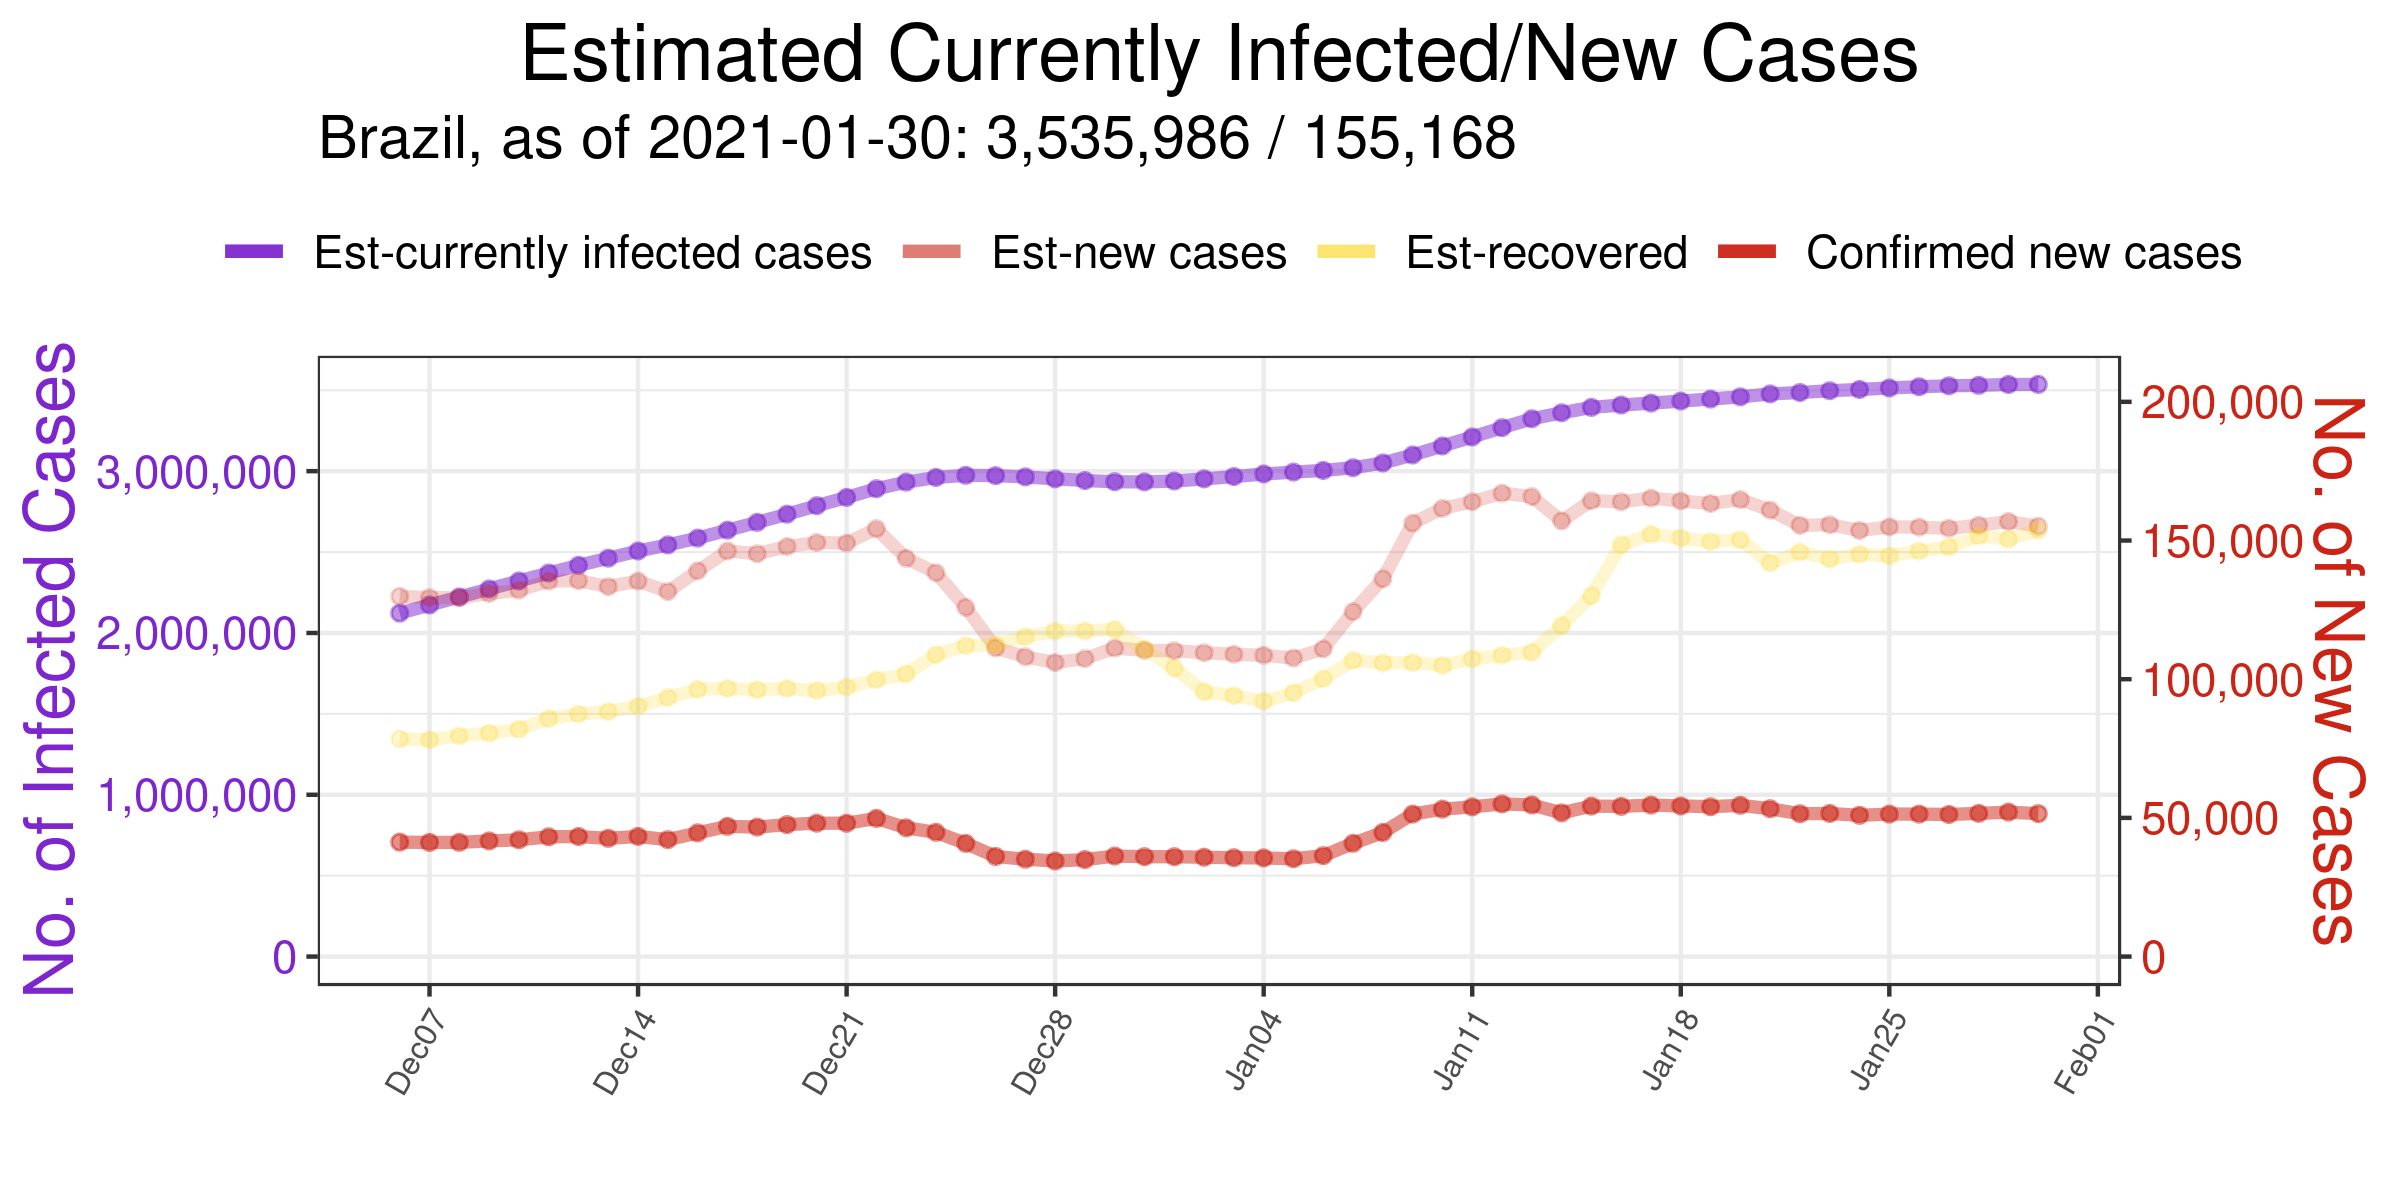 Estimated Currently Infected/New Cases
Brazil, as of 2021-01-30: 3,535,986 / 155,168
Est-currently infected cases Est-new cases Est-recovered Confirmed new cases
No. of Infected Cases
3,000,000
2,000,000
1,000,000
0
200,000
150,000
100,000
50,000
0
No. of New Cases
Dec07 Dec14 Dec21 Dec28 Jan04 Jan11 Jan18 Jan25 Feb01